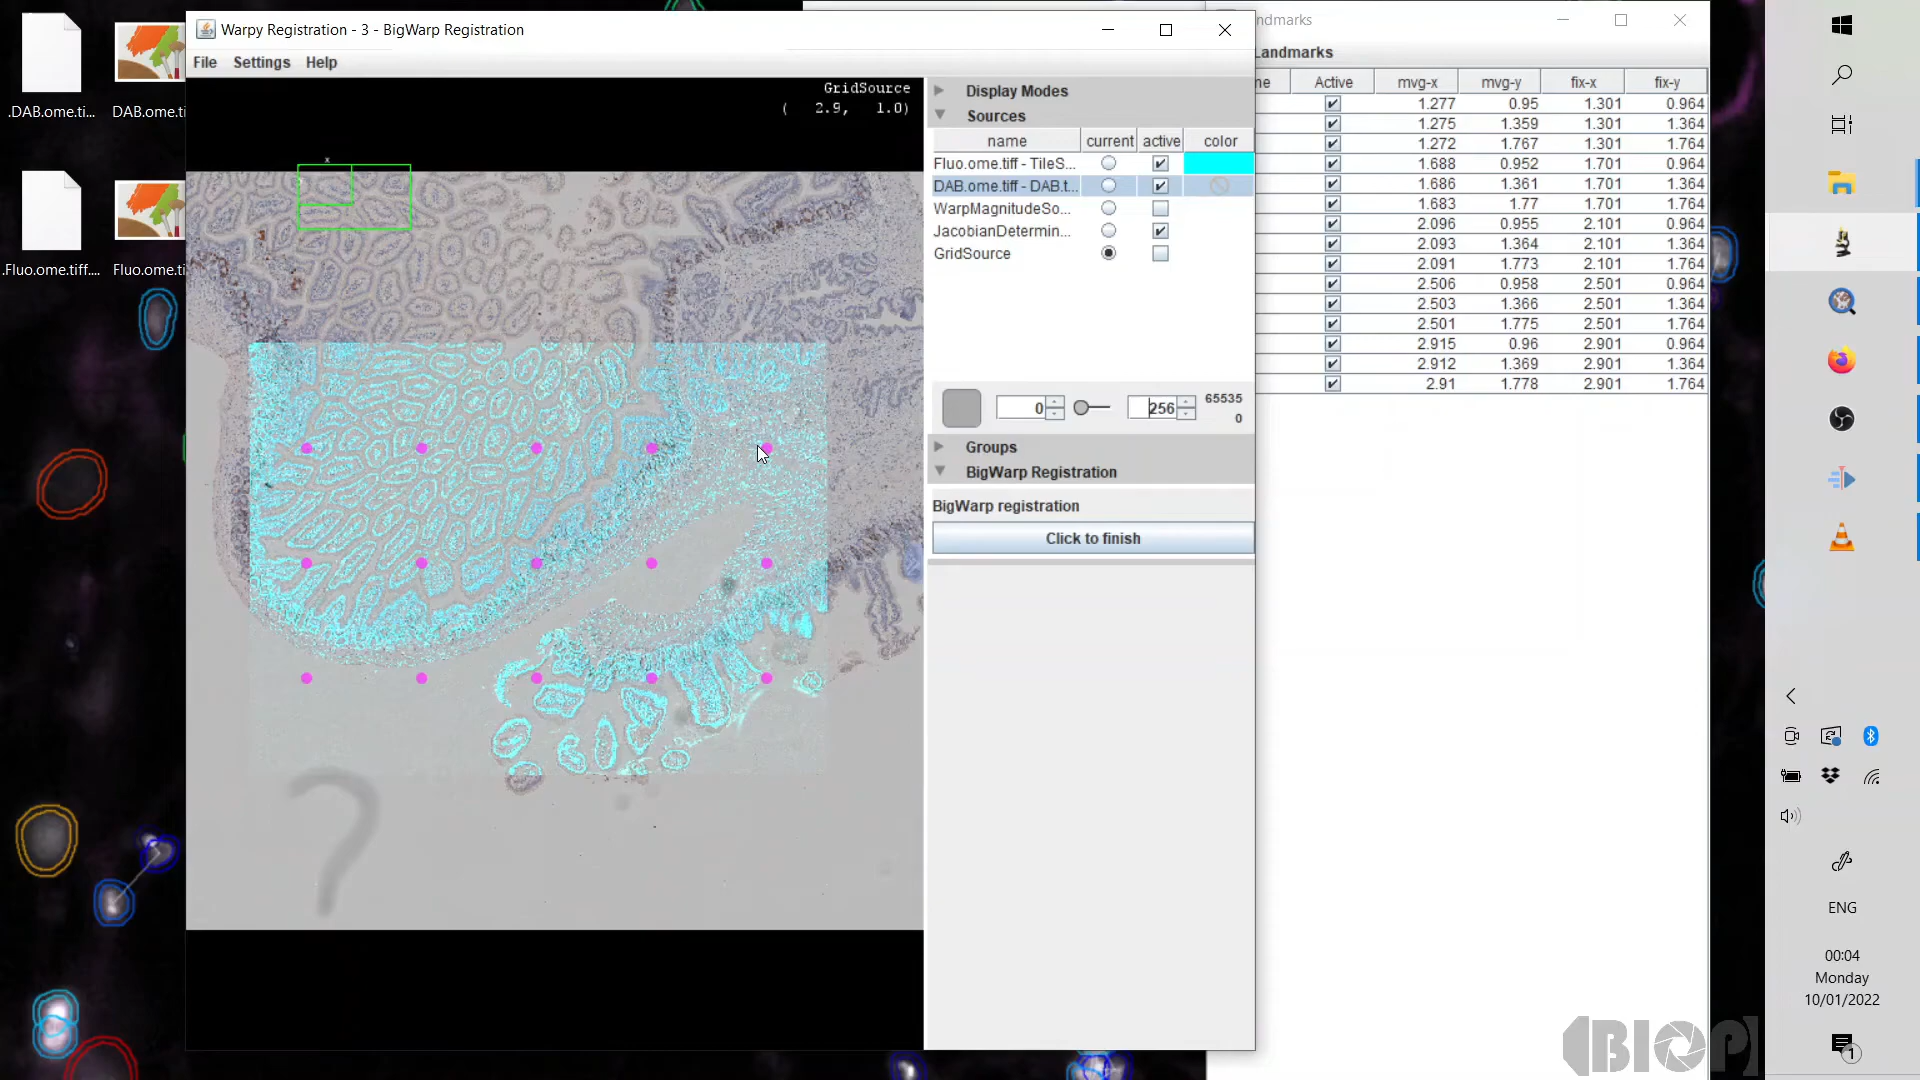 .DAB.ome.ti...
DAB.ome.ti
.Fluo.ome.tiff....
Fluo.ome.ti
Warpy Registration - 3 - BigWarp Registration
File Settings Help
GridSource
( 2.9, 1.0)
x
Display Modes
Sources
name current active color
Fluo.ome.tiff - TileS...
DAB.ome.tiff - DAB.t...
WarpMagnitudeSo...
JacobianDetermin...
GridSource
0 256 65535
0
Groups
BigWarp Registration
BigWarp registration
Click to finish
ndmarks
Landmarks
me Active mvg-x mvg-y fix-x fix-y
1.277 0.95 1.301 0.964
1.275 1.359 1.301 1.364
1.272 1.767 1.301 1.764
1.688 0.952 1.701 0.964
1.686 1.361 1.701 1.364
1.683 1.77 1.701 1.764
2.096 0.955 2.101 0.964
2.093 1.364 2.101 1.364
2.091 1.773 2.101 1.764
2.506 0.958 2.501 0.964
2.503 1.366 2.501 1.364
2.501 1.775 2.501 1.764
2.915 0.96 2.901 0.964
2.912 1.369 2.901 1.364
2.91 1.778 2.901 1.764
ENG
00:04
Monday
10/01/2022
1
BIOP